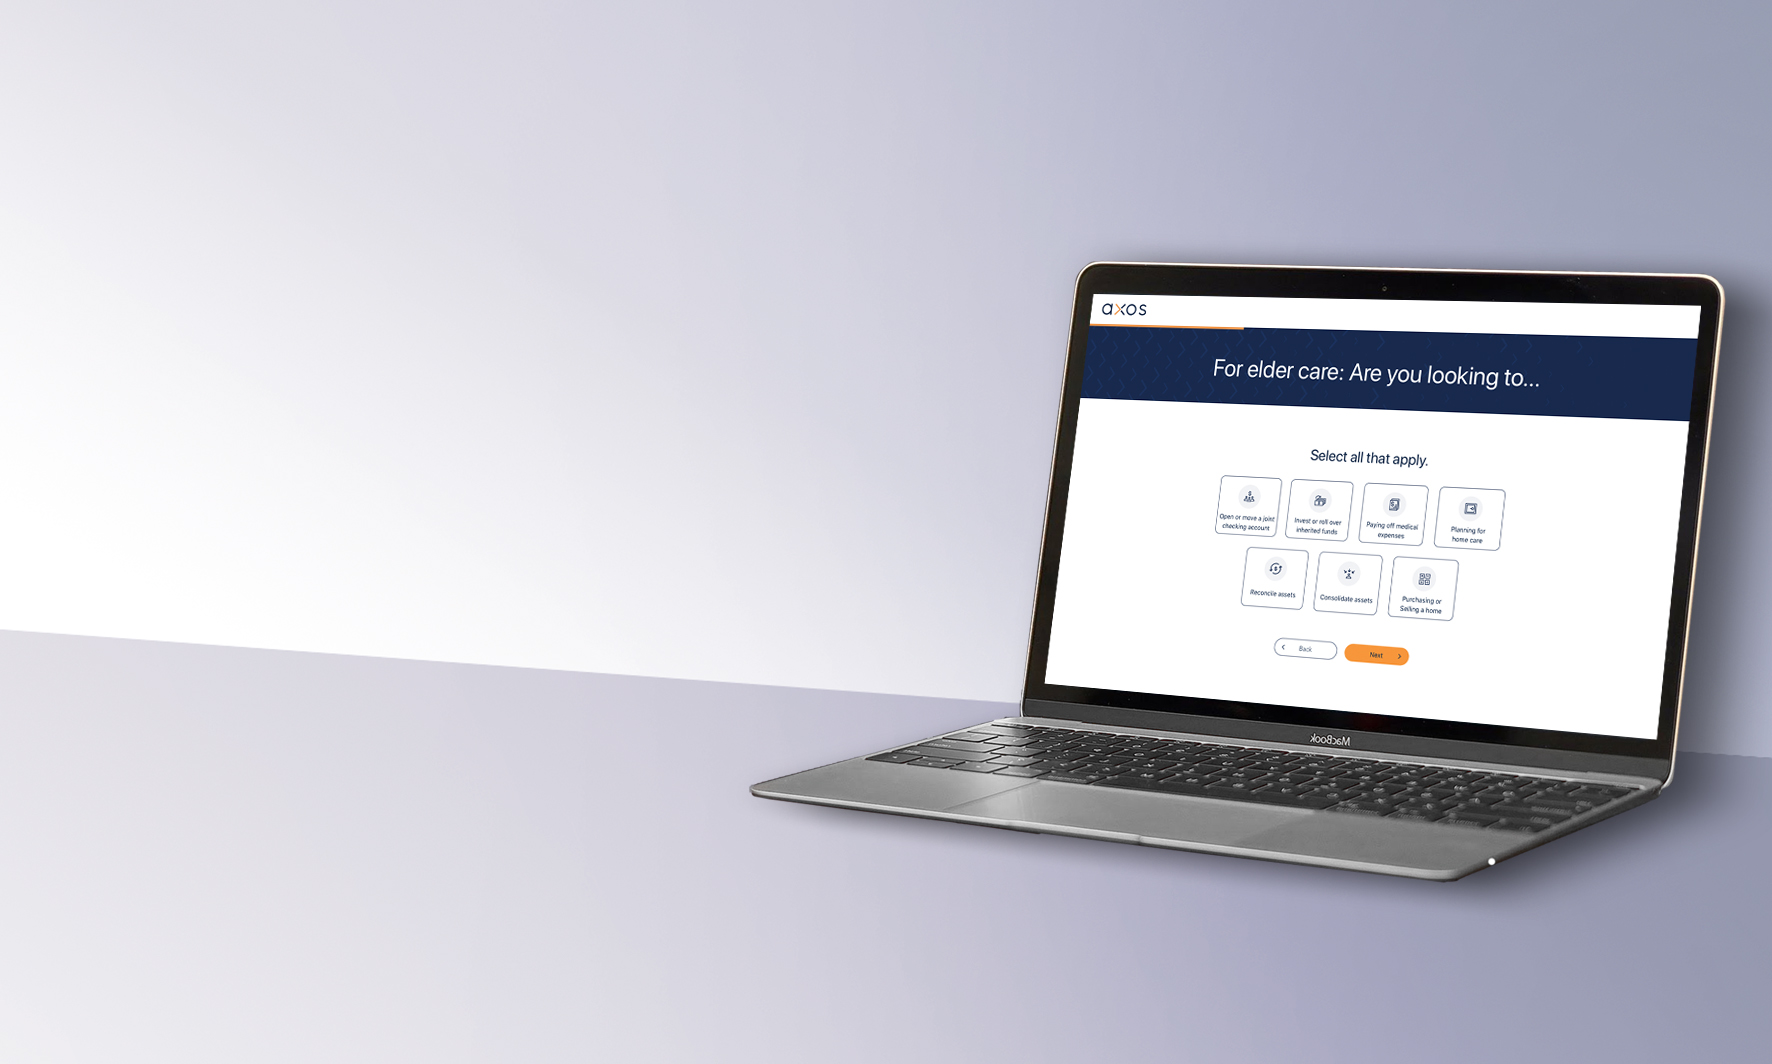 axos
For elder care: Are you looking to...
Select all that apply.
Open or move a joint
checking account
Invest or roll over
inherited funds
Paying off medical
expenses
Planning for
home care
Reconcile assets
Consolidate assets
Purchasing or
Selling a home
Back
Next
MacBook